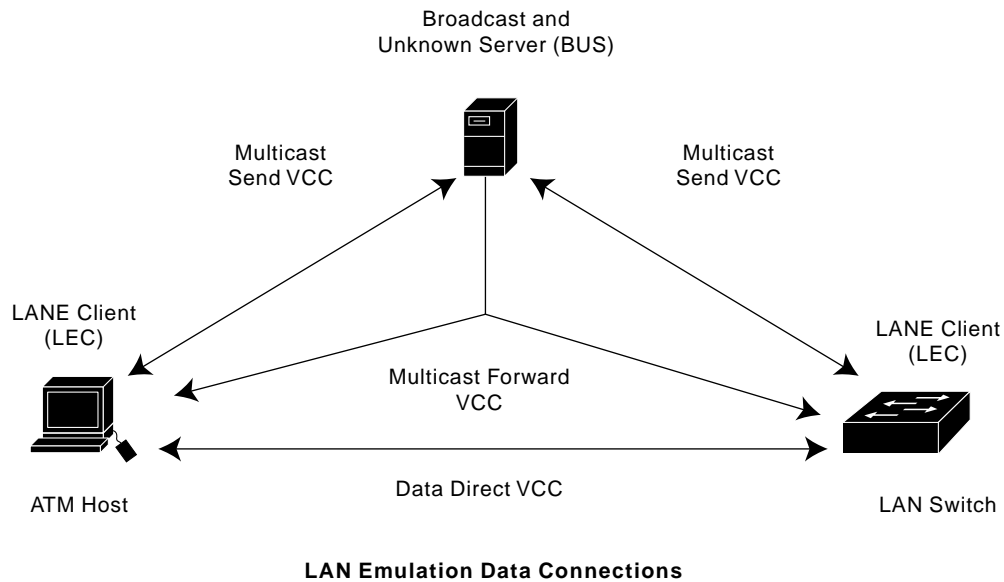 Broadcast and
Unknown Server (BUS)
Multicast
Send VCC
Multicast
Send VCC
LANE Client
(LEC)
LANE Client
(LEC)
Multicast Forward
VCC
Data Direct VCC
ATM Host
LAN Switch
LAN Emulation Data Connections